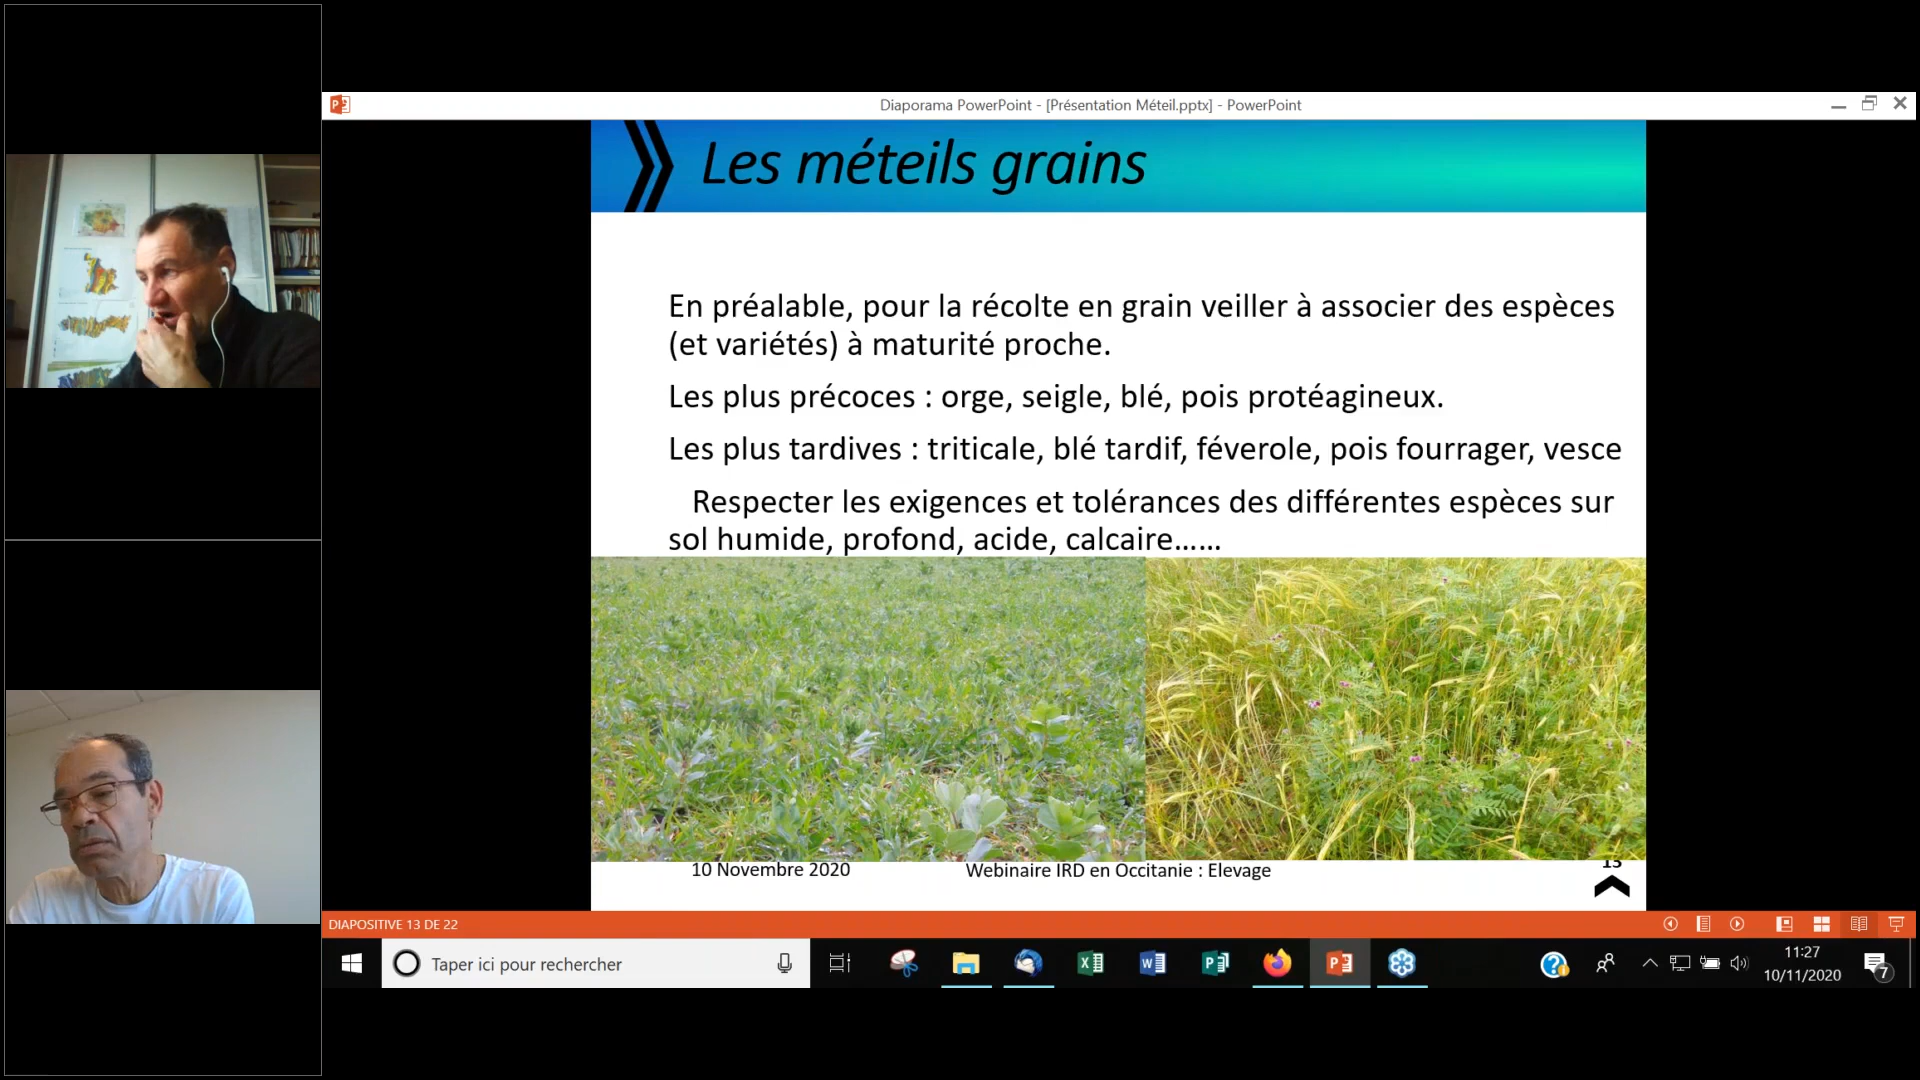 Diaporama PowerPoint - [Présentation Méteil.pptx] - PowerPoint
Les méteils grains
En préalable, pour la récolte en grain veiller à associer des espèces
(et variétés) à maturité proche.
Les plus précoces : orge, seigle, blé, pois protéagineux.
Les plus tardives : triticale, blé tardif, féverole, pois fourrager, vesce
Respecter les exigences et tolérances des différentes espèces sur
sol humide, profond, acide, calcaire......
10 Novembre 2020
Webinaire IRD en Occitanie : Elevage
13
DIAPOSITIVE 13 DE 22
Taper ici pour rechercher
11:27
10/11/2020
7